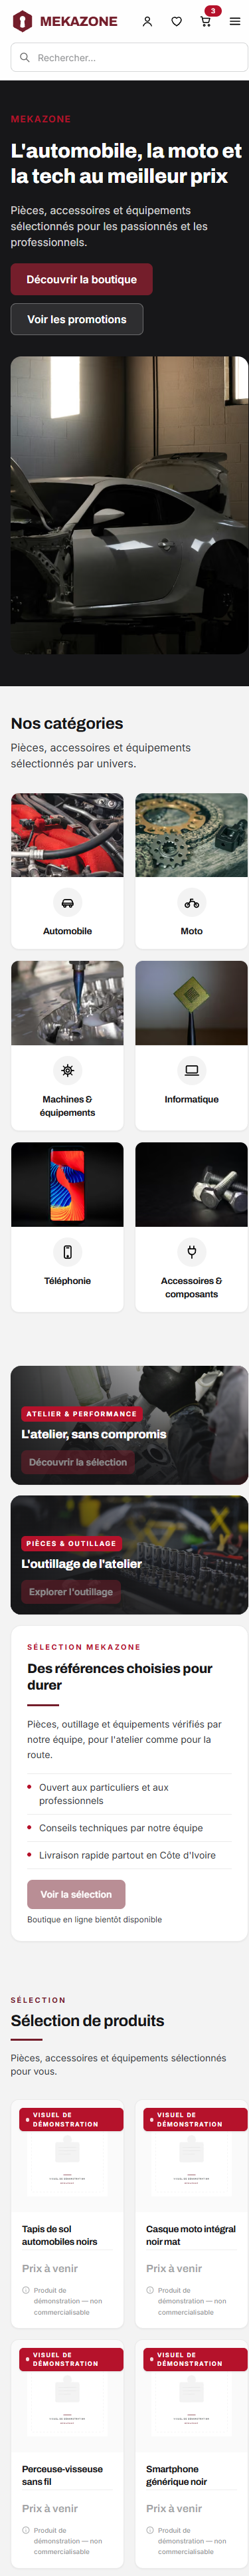 MEKAZONE
3
Rechercher...
MEKAZONE
L'automobile, la moto et
la tech au meilleur prix
Pièces, accessoires et équipements
sélectionnés pour les passionnés et les
professionnels.
Découvrir la boutique
Voir les promotions
Nos catégories
Pièces, accessoires et équipements
sélectionnés par univers.
Automobile
Moto
Machines &
équipements
Informatique
Téléphonie
Accessoires &
composants
ATELIER & PERFORMANCE
L'atelier, sans compromis
Découvrir la sélection
PIÈCES & OUTILLAGE
L'outillage de l'atelier
Explorer l'outillage
SÉLECTION MEKAZONE
Des références choisies pour
durer
Pièces, outillage et équipements vérifiés par
notre équipe, pour l'atelier comme pour la
route.
Ouvert aux particuliers et aux
professionnels
Conseils techniques par notre équipe
Livraison rapide partout en Côte d'Ivoire
Voir la sélection
Boutique en ligne bientôt disponible
SÉLECTION
Sélection de produits
Pièces, accessoires et équipements sélectionnés
pour vous.
VISUEL DE
DÉMONSTRATION
Tapis de sol
automobiles noirs
Prix à venir
Produit de
démonstration — non
commercialisable
VISUEL DE
DÉMONSTRATION
Casque moto intégral
noir mat
Prix à venir
Produit de
démonstration — non
commercialisable
VISUEL DE
DÉMONSTRATION
Perceuse-visseuse
sans fil
Prix à venir
Produit de
démonstration — non
commercialisable
VISUEL DE
DÉMONSTRATION
Smartphone
générique noir
Prix à venir
Produit de
démonstration — non
commercialisable